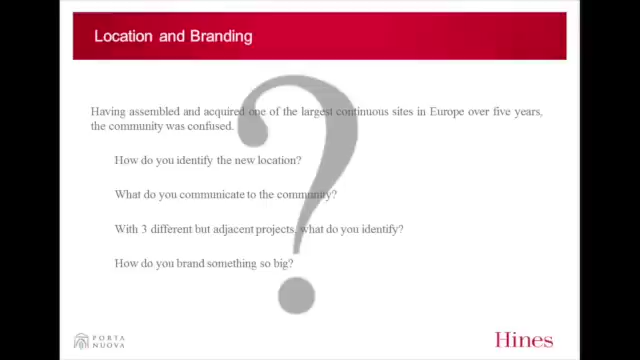 Location and Branding
Having assembled and acquired one of the largest continuous sites in Europe over five years,
the community was confused.
How do you identify the new location?
What do you communicate to the community?
With 3 different but adjacent projects, what do you identify?
How do you brand something so big?
?
PORTA
NUOVA
Hines